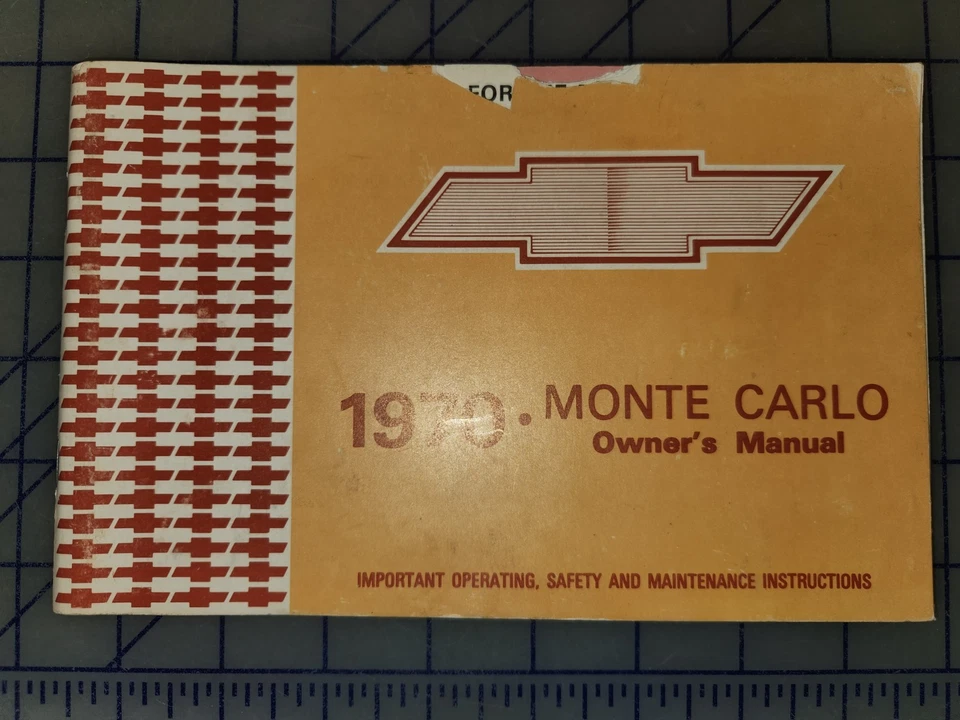 FOR
1970 • MONTE CARLO
Owner's Manual
IMPORTANT OPERATING, SAFETY AND MAINTENANCE INSTRUCTIONS